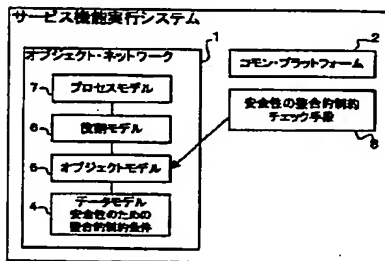 サービス機能実行システム
オブジェクト・ネットワーク
1
2
7
プロセスモデル
コモン・プラットフォーム
6
役割モデル
安全性の整合的制約
チェック手段
8
5
オブジェクトモデル
4
データモデル
安全性のための
整合的制約条件